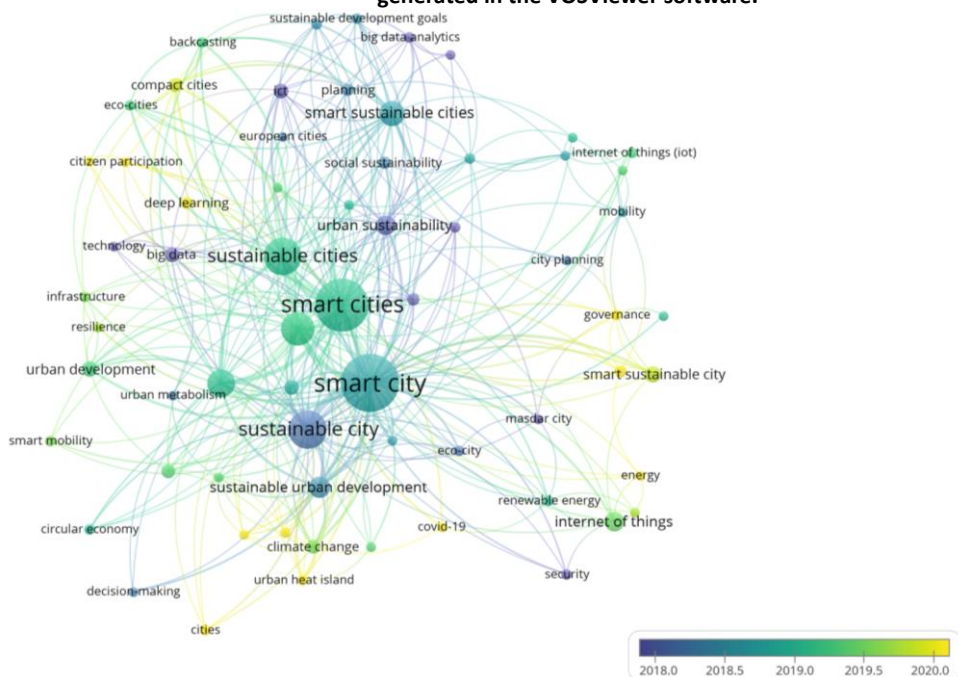 generated in the VOSviewer software.
sustainable development goals
big data analytics
backcasting
compact cities
ict
planning
eco-cities
smart sustainable cities
european cities
internet of things (iot)
citizen participation
social sustainability
deep learning
mobility
urban sustainability
technology
big data
sustainable cities
city planning
infrastructure
smart cities
governance
resilience
urban development
smart sustainable city
smart city
urban metabolism
masdar city
sustainable city
smart mobility
eco-city
energy
sustainable urban development
renewable energy
internet of things
covid-19
circular economy
climate change
security
urban heat island
decision-making
cities
2018.0 2018.5 2019.0 2019.5 2020.0